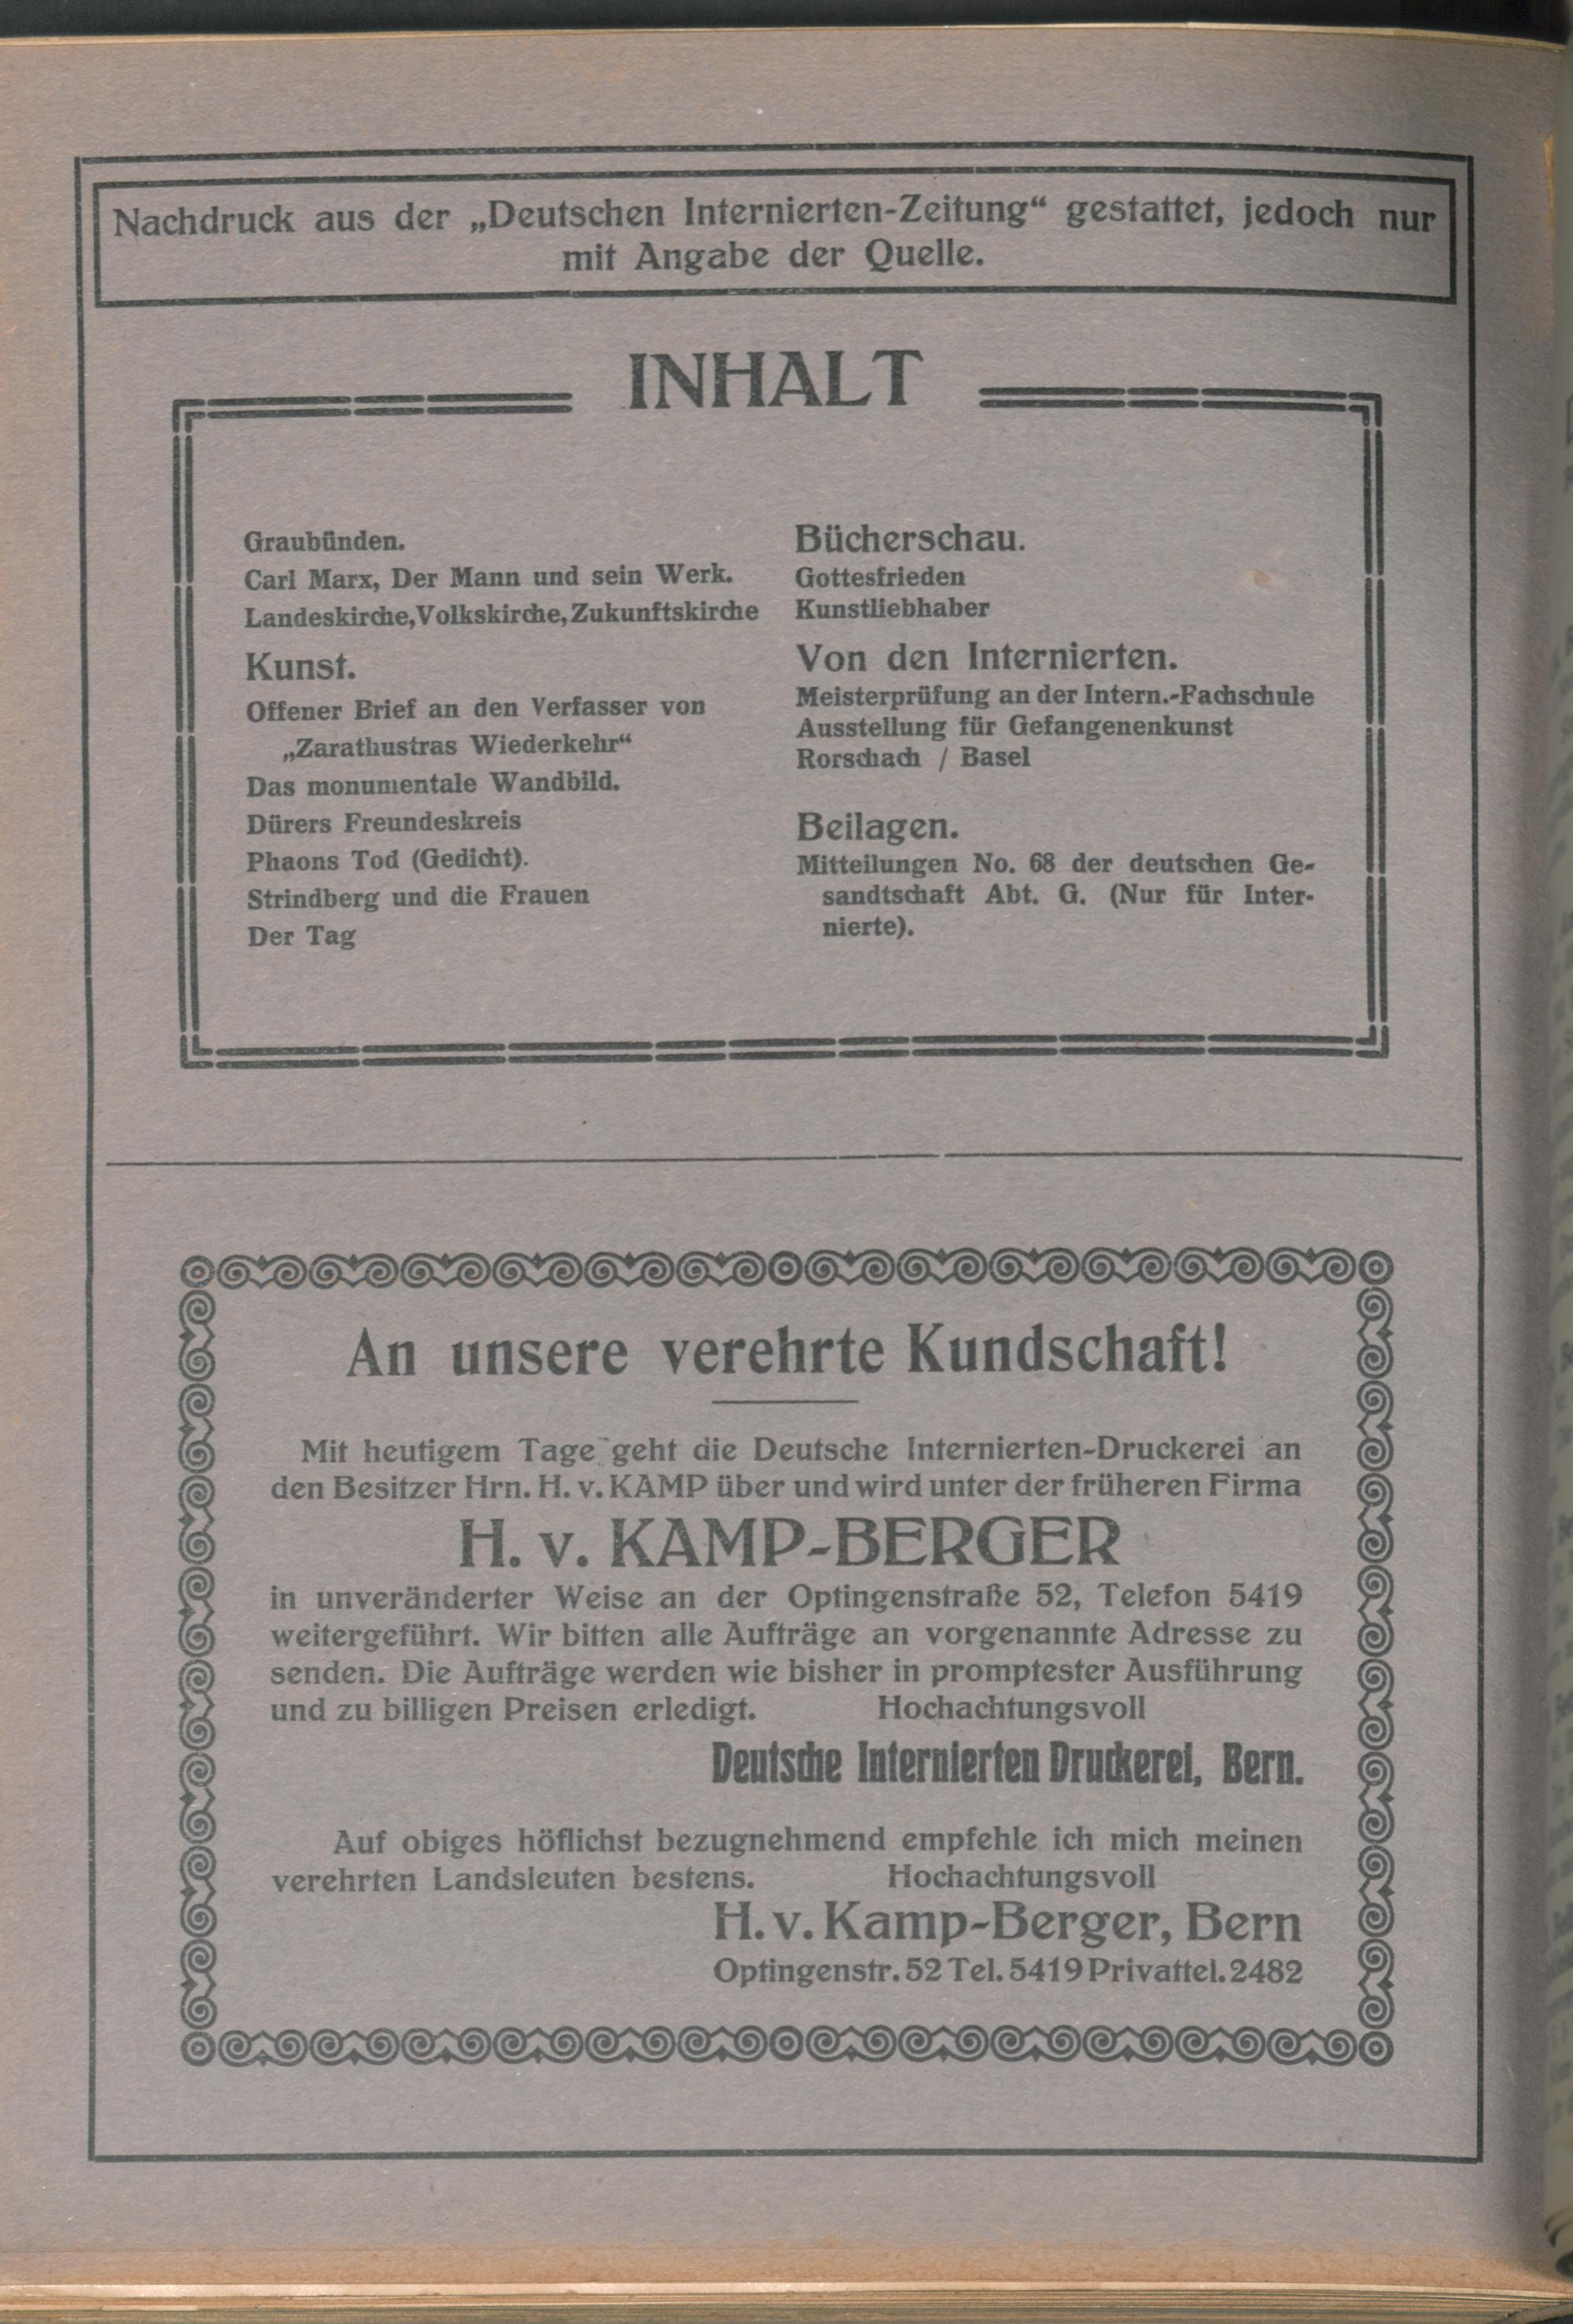 Nachdruck aus der „Deutschen Internierten-Zeitung“ gestattet, jedoch nur
mit Angabe der Quelle.
INHALT
Graubünden.
Carl Marx, Der Mann und sein Werk.
Landeskirche, Volkskirche, Zukunftskirche
Kunst.
Offener Brief an den Verfasser von
„Zarathustras Wiederkehr“
Das monumentale Wandbild.
Dürers Freundeskreis
Phaons Tod (Gedicht).
Strindberg und die Frauen
Der Tag
Bücherschau.
Gottesfrieden
Kunstliebhaber
Von den Internierten.
Meisterprüfung an der Intern.-Fachschule
Ausstellung für Gefangenenkunst
Rorschach / Basel
Beilagen.
Mitteilungen No. 68 der deutschen Ge-
sandtschaft Abt. G. (Nur für Inter-
nierte).
An unsere verehrte Kundschaft!
Mit heutigem Tage geht die Deutsche Internierten-Druckerei an
den Besitzer Hrn. H. v. KAMP über und wird unter der früheren Firma
H. v. KAMP-BERGER
in unveränderter Weise an der Optingenstraße 52, Telefon 5419
weitergeführt. Wir bitten alle Aufträge an vorgenannte Adresse zu
senden. Die Aufträge werden wie bisher in promptester Ausführung
und zu billigen Preisen erledigt. Hochachtungsvoll
Deutsche Internierten Druckerei, Bern.
Auf obiges höflichst bezugnehmend empfehle ich mich meinen
verehrten Landsleuten bestens. Hochachtungsvoll
H. v. Kamp-Berger, Bern
Optingenstr. 52 Tel. 5419 Privattel. 2482